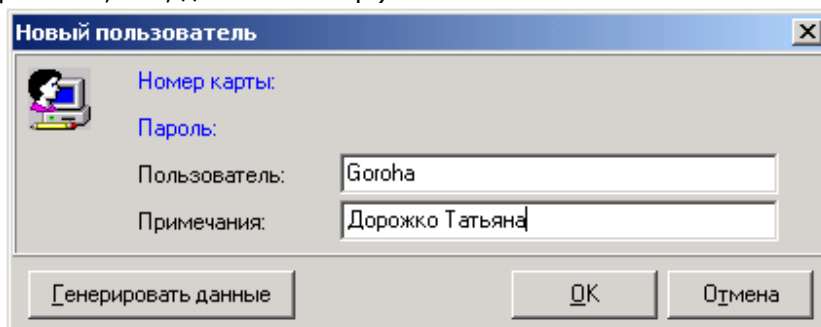 Новый пользователь
Номер карты:
Пароль:
Пользователь: Goroha
Примечания: Дорожко Татьяна
Генерировать данные OK Отмена